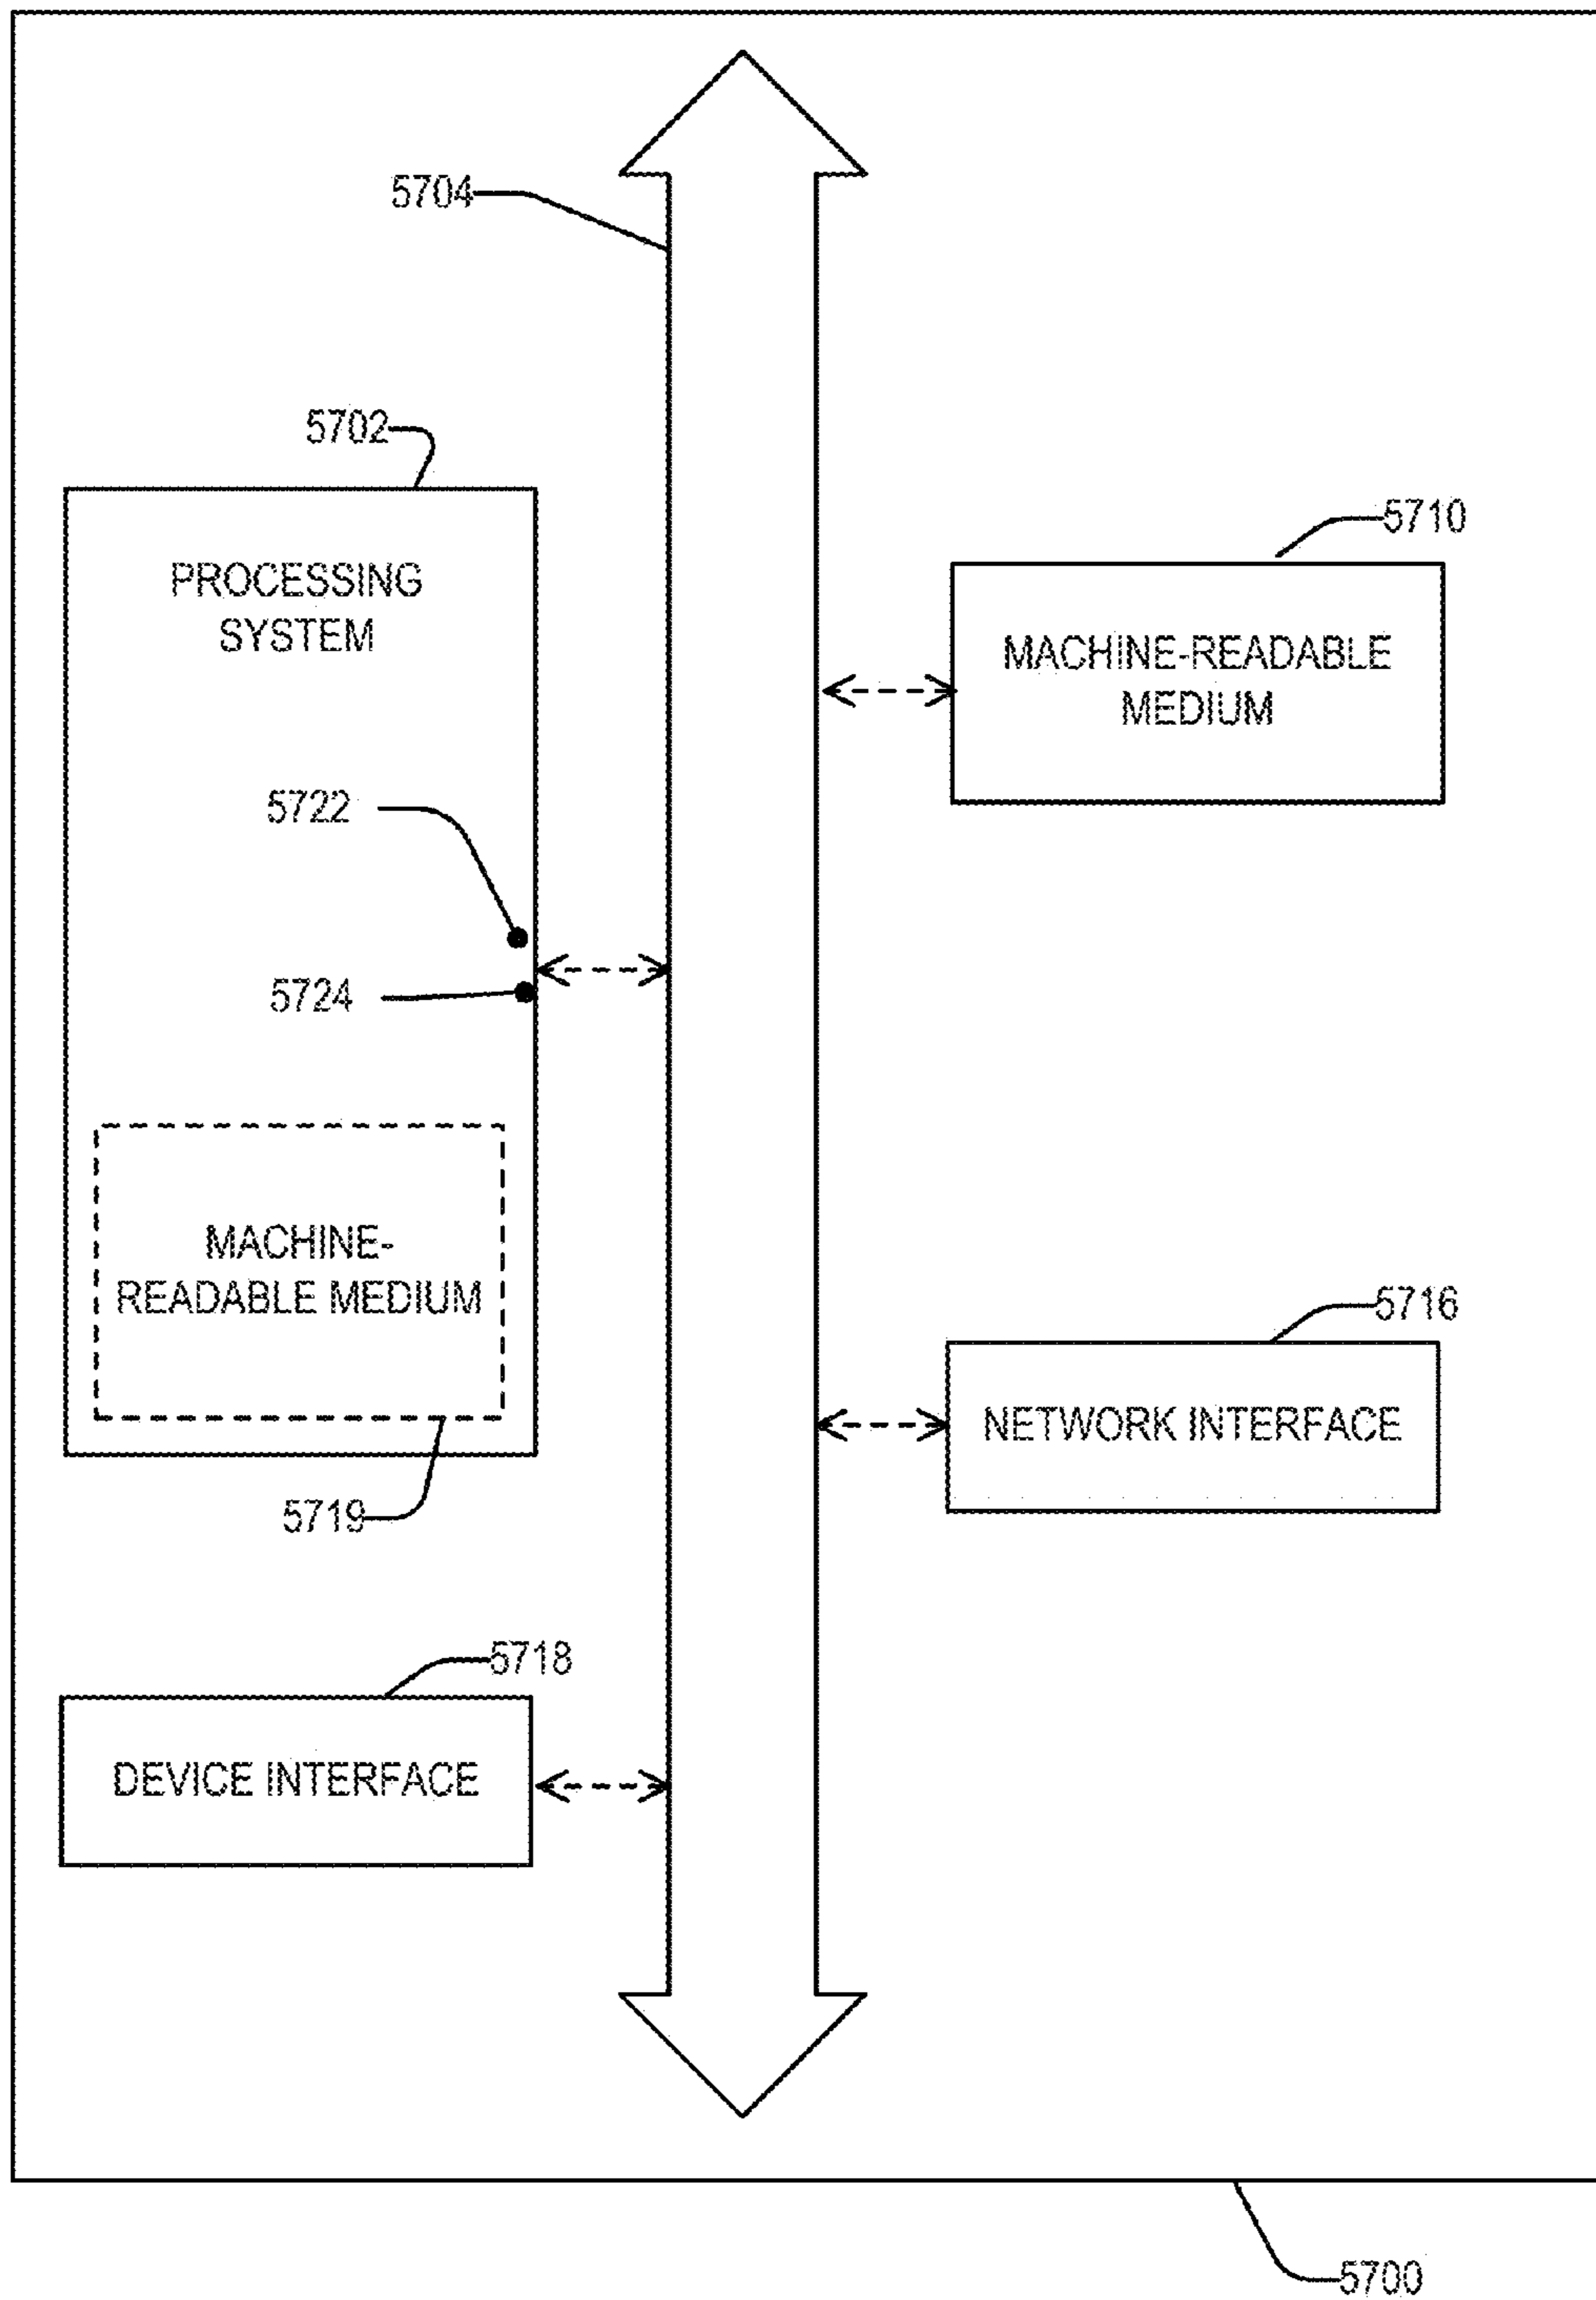 5704
5702
PROCESSING
SYSTEM
5710
MACHINE-READABLE
MEDIUM
5722
5724
MACHINE-
READABLE MEDIUM
5716
NETWORK INTERFACE
5719
5718
DEVICE INTERFACE
5700